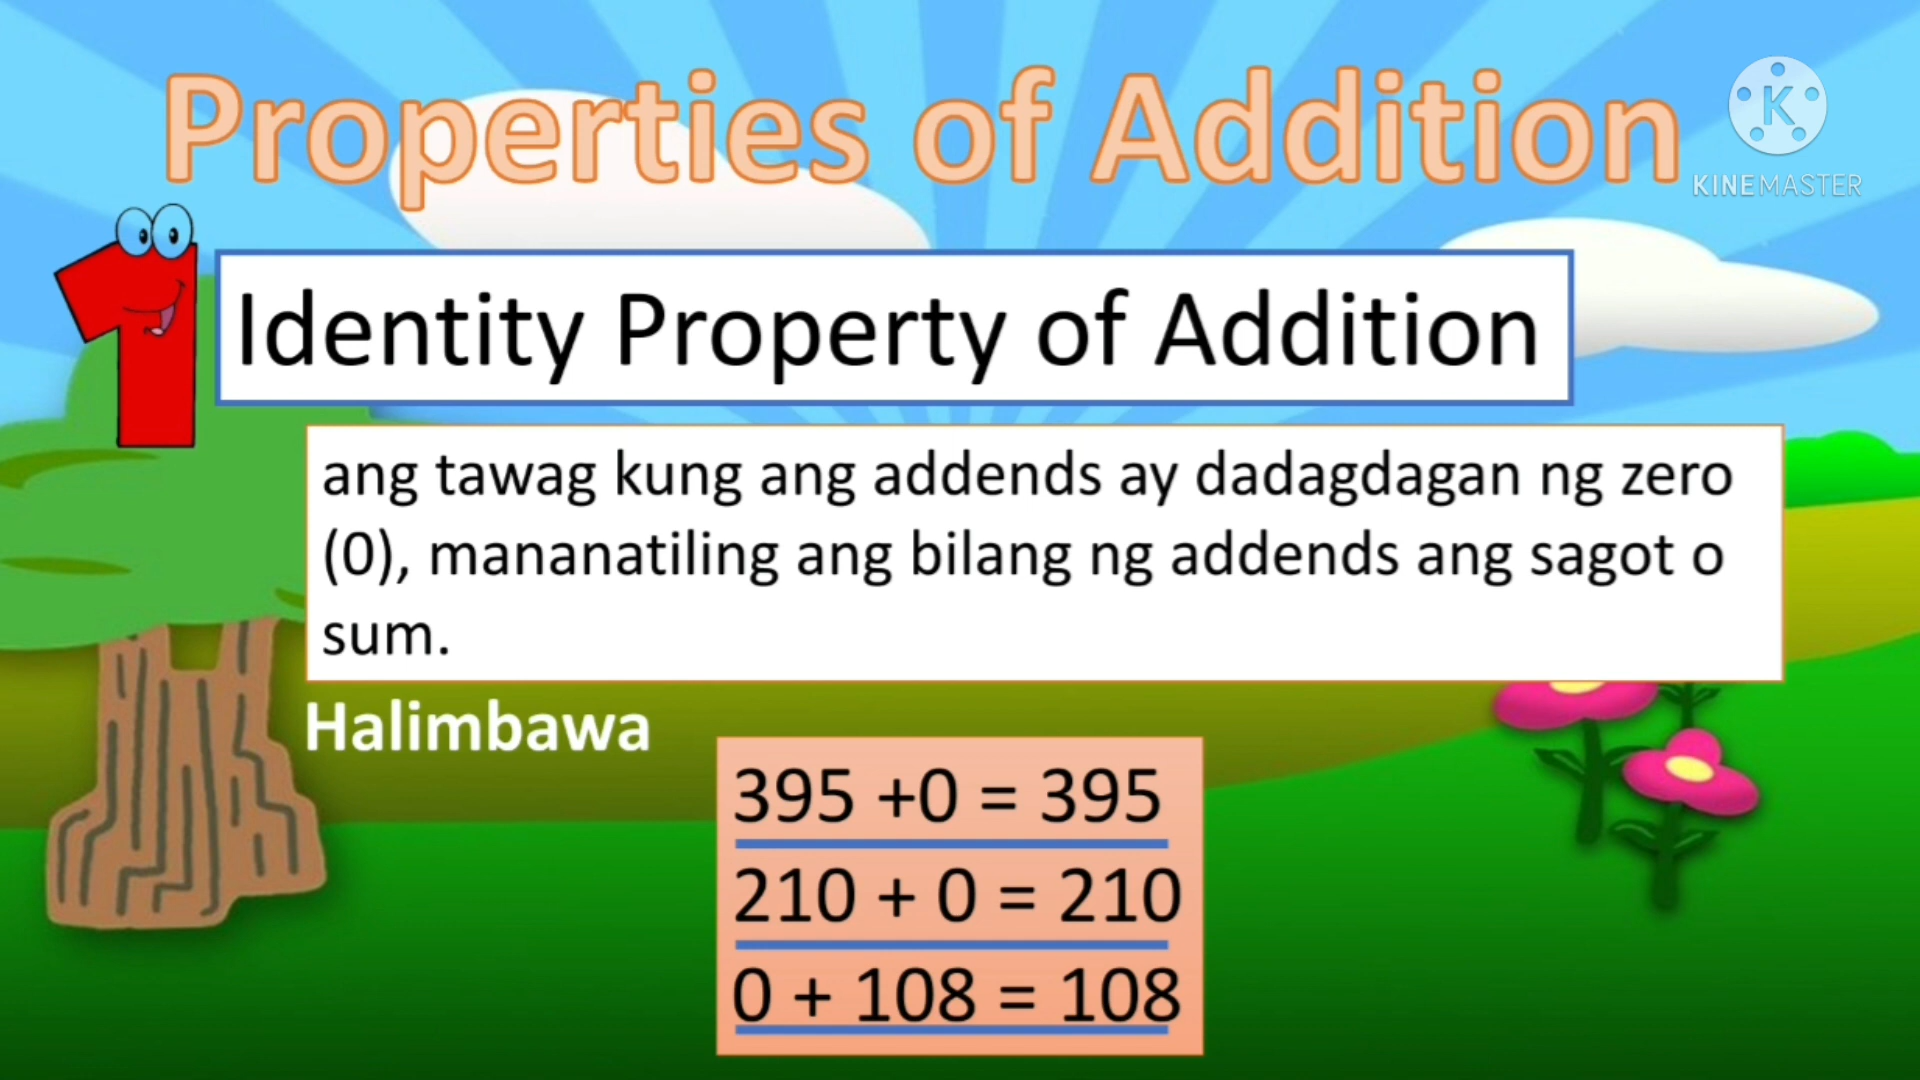 Properties of Addition
K
KINEMASTER
Identity Property of Addition
ang tawag kung ang addends ay dadagdagan ng zero
(0), mananatiling ang bilang ng addends ang sagot o
sum.
Halimbawa
395 +0 = 395
210 + 0 = 210
0 + 108 = 108